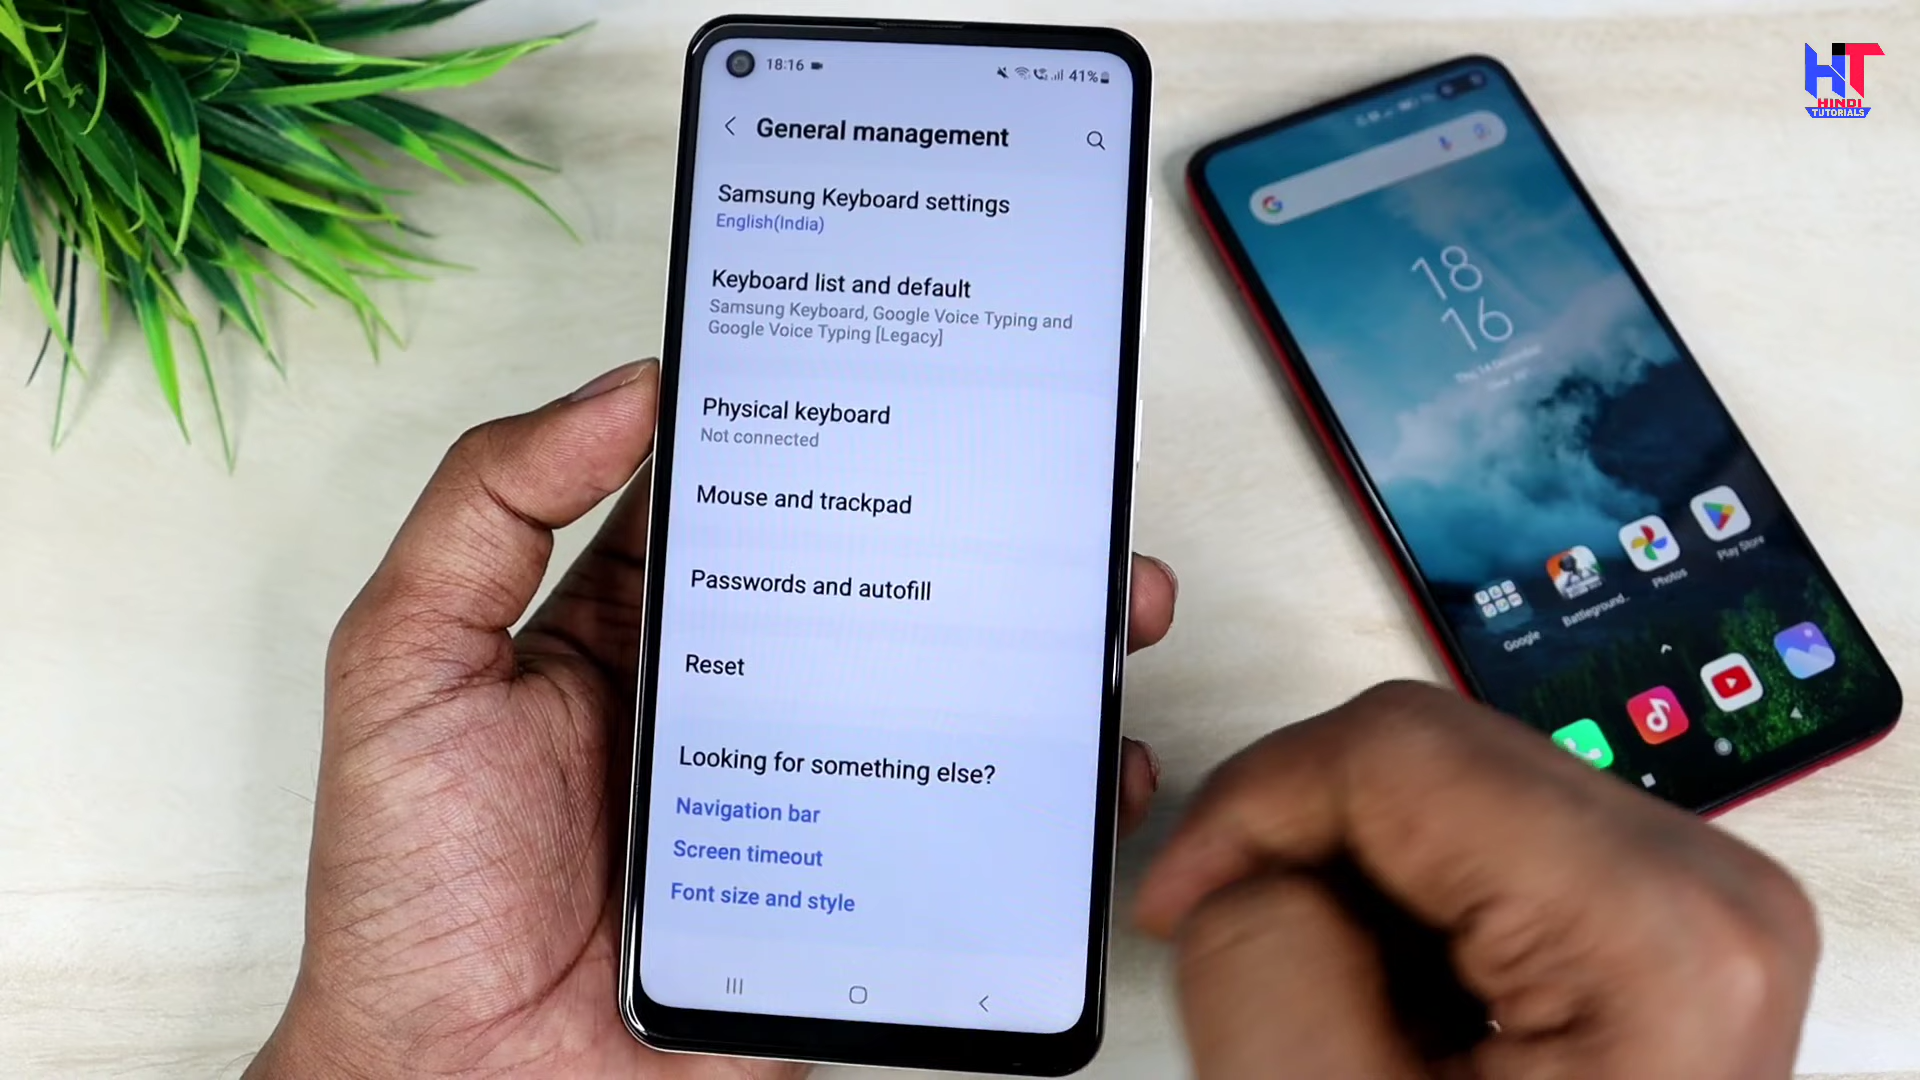 18:16
41%
General management
Samsung Keyboard settings
English(India)
Keyboard list and default
Samsung Keyboard, Google Voice Typing and
Google Voice Typing [Legacy]
Physical keyboard
Not connected
Mouse and trackpad
Passwords and autofill
Reset
Looking for something else?
Navigation bar
Screen timeout
Font size and style
HT
HINDI
TUTORIALS
18
16
Play Store
Photos
Battleground..
Google